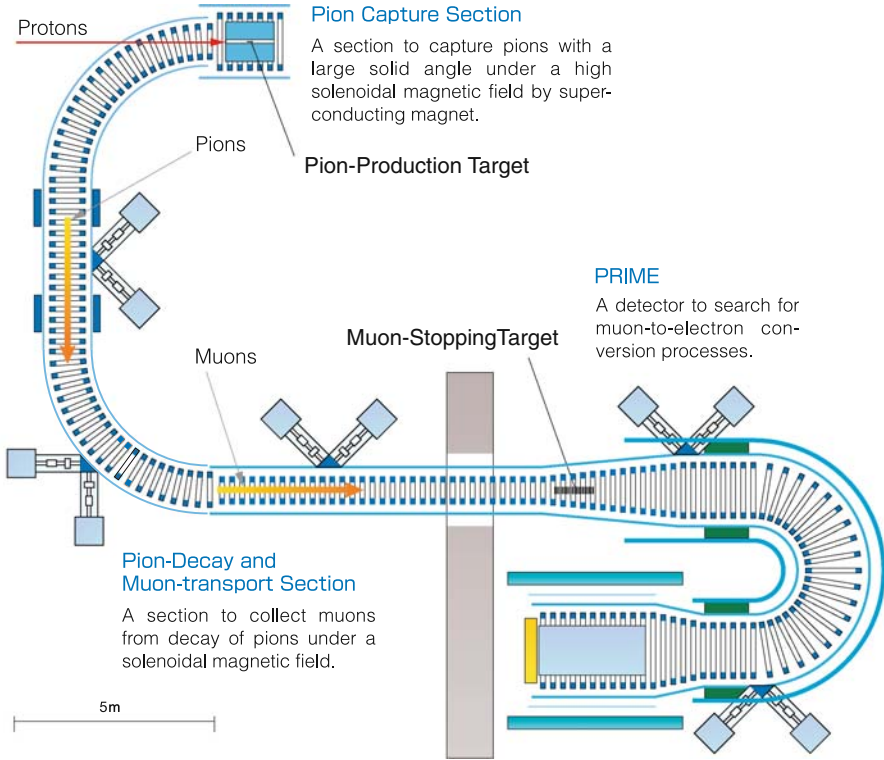 Protons
Pion Capture Section
A section to capture pions with a
large solid angle under a high
solenoidal magnetic field by super-
conducting magnet.
Pions
Pion-Production Target
PRIME
A detector to search for
muon-to-electron con-
version processes.
Muon-StoppingTarget
Muons
Pion-Decay and
Muon-transport Section
A section to collect muons
from decay of pions under a
solenoidal magnetic field.
5m